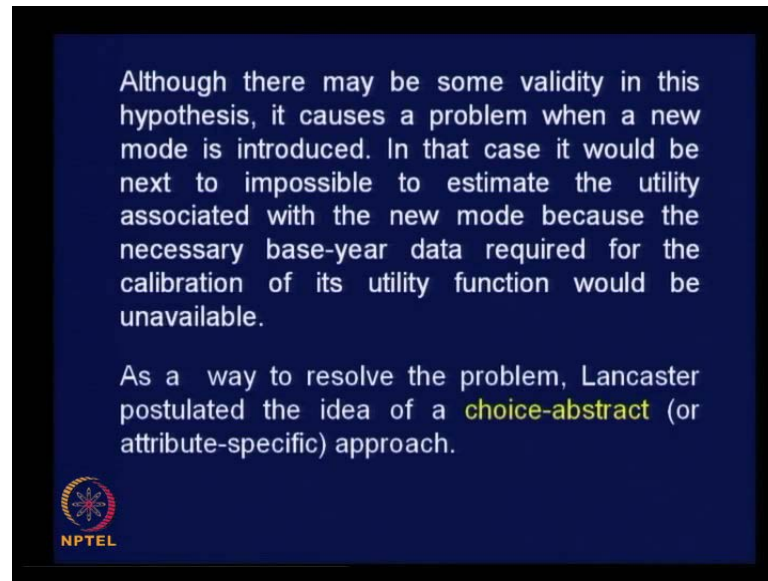 Although there may be some validity in this
hypothesis, it causes a problem when a new
mode is introduced. In that case it would be
next to impossible to estimate the utility
associated with the new mode because the
necessary base-year data required for the
calibration of its utility function would be
unavailable.
As a way to resolve the problem, Lancaster
postulated the idea of a choice-abstract (or
attribute-specific) approach.
NPTEL